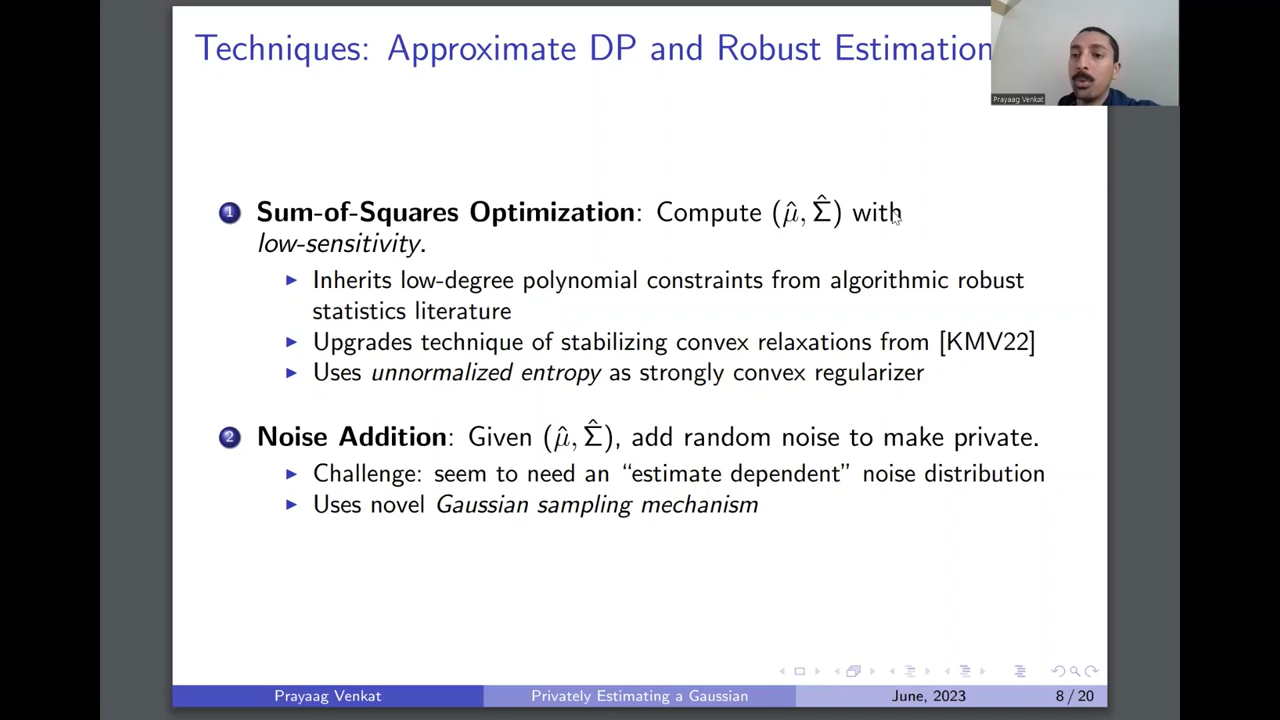 Techniques: Approximate DP and Robust Estimation
Prayaag Venkat
1 Sum-of-Squares Optimization: Compute (μ̂, Σ̂) with
low-sensitivity.
▶ Inherits low-degree polynomial constraints from algorithmic robust
statistics literature
▶ Upgrades technique of stabilizing convex relaxations from [KMV22]
▶ Uses unnormalized entropy as strongly convex regularizer
2 Noise Addition: Given (μ̂, Σ̂), add random noise to make private.
▶ Challenge: seem to need an “estimate dependent” noise distribution
▶ Uses novel Gaussian sampling mechanism
Prayaag Venkat Privately Estimating a Gaussian June, 2023 8 / 20